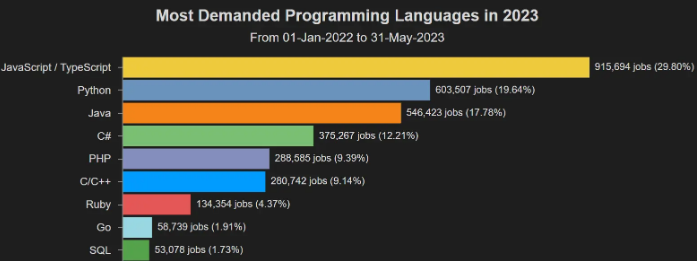 Most Demanded Programming Languages in 2023
From 01-Jan-2022 to 31-May-2023
JavaScript / TypeScript 915,694 jobs (29.80%)
Python 603,507 jobs (19.64%)
Java 546,423 jobs (17.78%)
C# 375,267 jobs (12.21%)
PHP 288,585 jobs (9.39%)
C/C++ 280,742 jobs (9.14%)
Ruby 134,354 jobs (4.37%)
Go 58,739 jobs (1.91%)
SQL 53,078 jobs (1.73%)